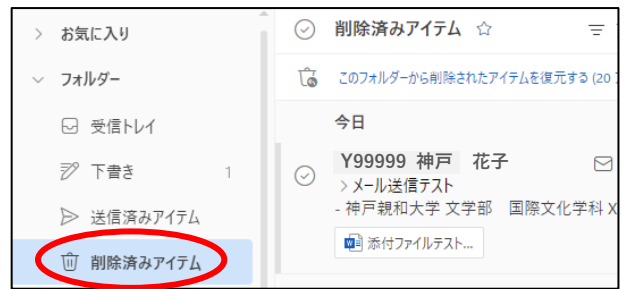 お気に入り
フォルダー
受信トレイ
下書き 1
送信済みアイテム
削除済みアイテム
削除済みアイテム
このフォルダーから削除されたアイテムを復元する (20
今日
Y99999 神戸 花子
> メール送信テスト
- 神戸親和大学 文学部 国際文化学科 X
添付ファイルテスト...